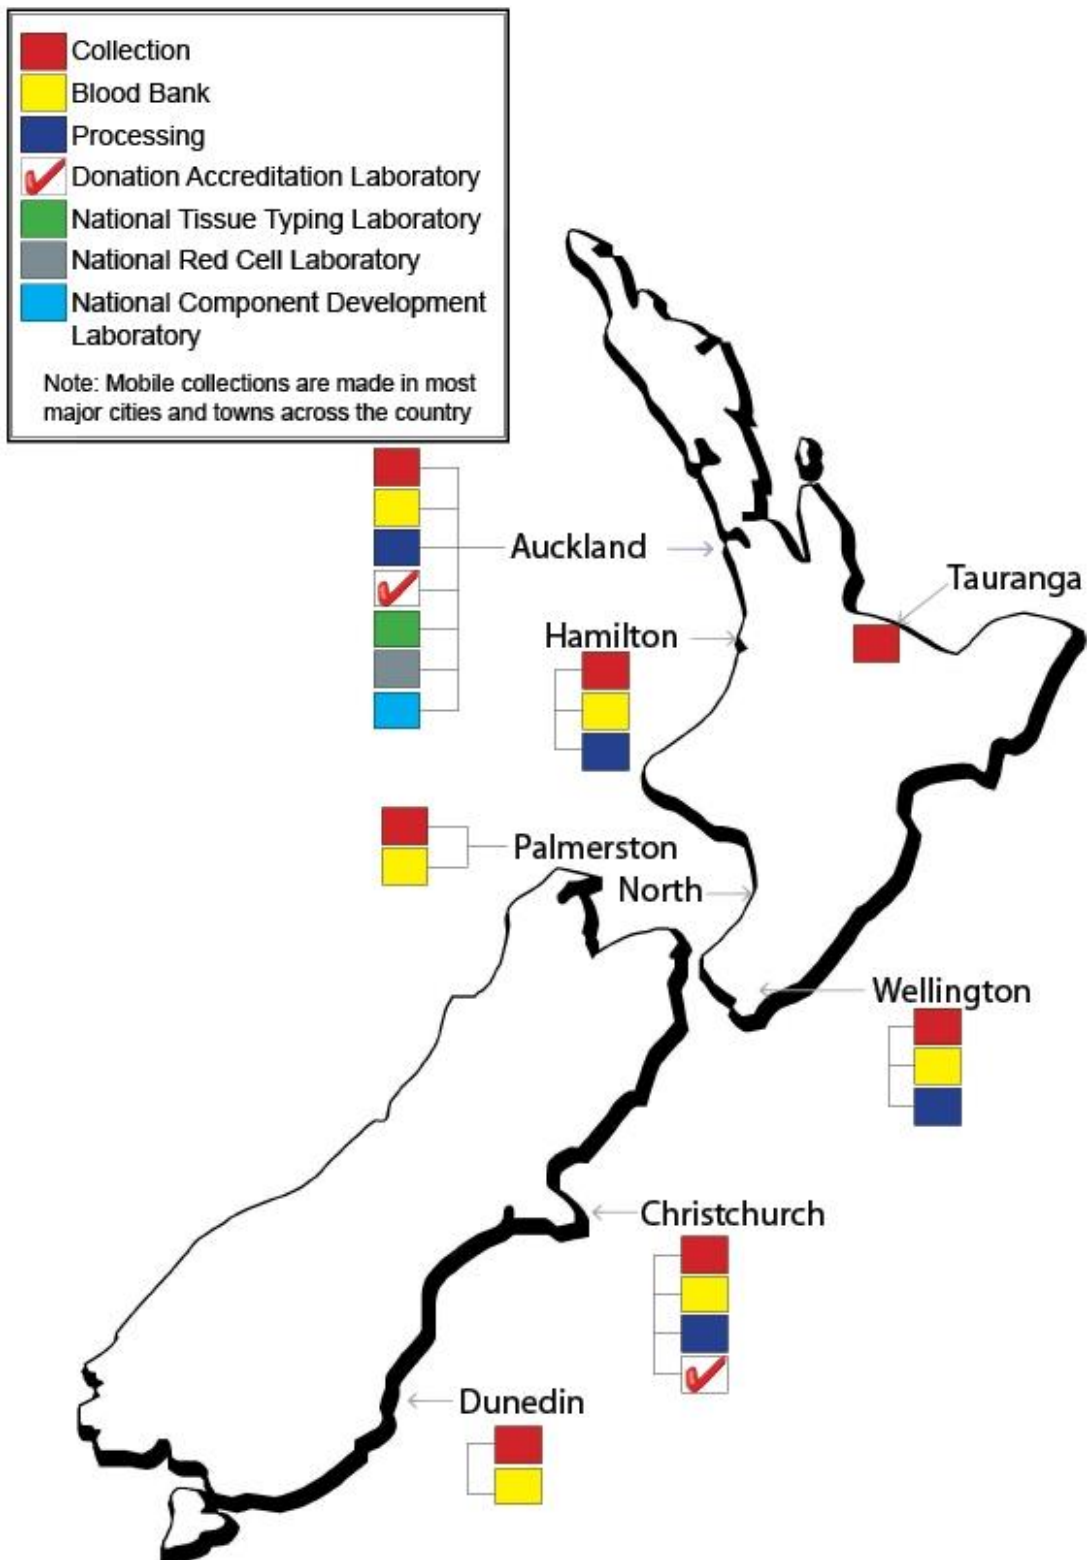 Collection
Blood Bank
Processing
Donation Accreditation Laboratory
National Tissue Typing Laboratory
National Red Cell Laboratory
National Component Development
Laboratory
Note: Mobile collections are made in most
major cities and towns across the country
Auckland
Tauranga
Hamilton
Palmerston
North
Wellington
Christchurch
Dunedin